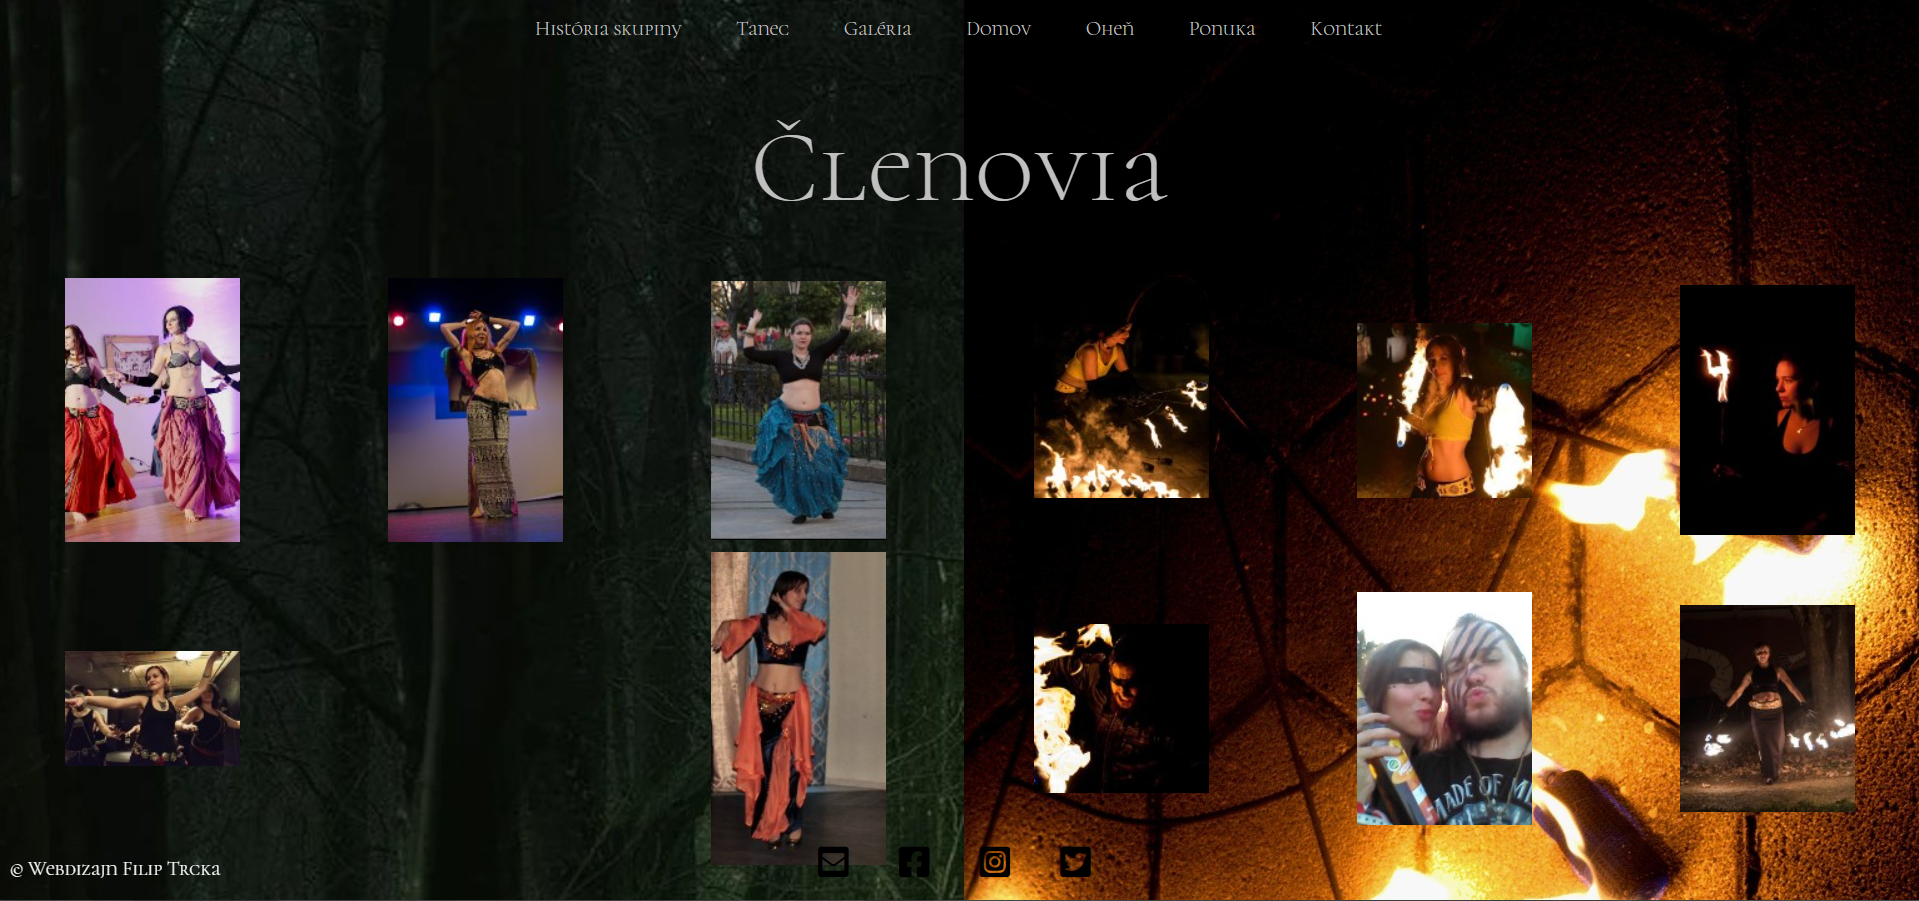 História skupiny Tanec Galéria Domov Oheň Ponuka Kontakt
Členovia
MADE OF
© Webdizajn Filip Trcka